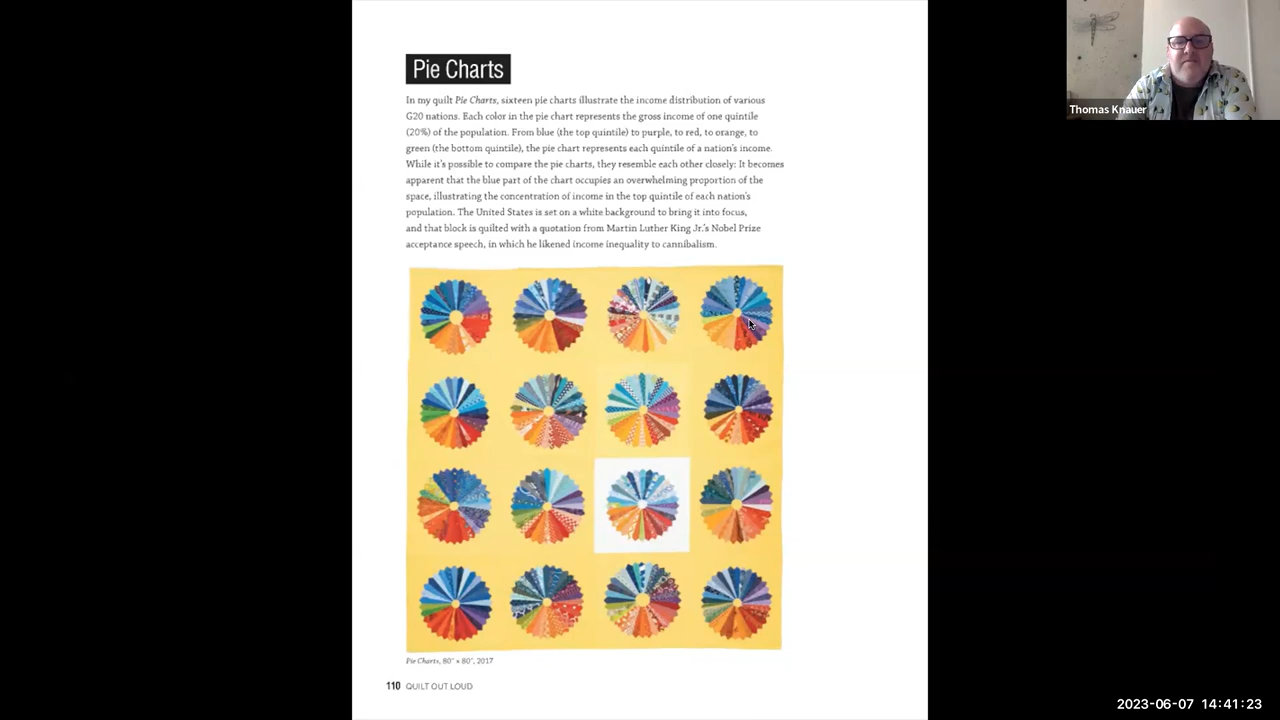 Pie Charts
In my quilt Pie Charts, sixteen pie charts illustrate the income distribution of various
G20 nations. Each color in the pie chart represents the gross income of one quintile
(20%) of the population. From blue (the top quintile) to purple, to red, to orange, to
green (the bottom quintile), the pie chart represents each quintile of a nation's income.
While it's possible to compare the pie charts, they resemble each other closely: It becomes
apparent that the blue part of the chart occupies an overwhelming proportion of the
space, illustrating the concentration of income in the top quintile of each nation's
population. The United States is set on a white background to bring it into focus,
and that block is quilted with a quotation from Martin Luther King Jr.'s Nobel Prize
acceptance speech, in which he likened income inequality to cannibalism.
Pie Charts, 80" × 80", 2017
110 QUILT OUT LOUD
Thomas Knauer
2023-06-07 14:41:23